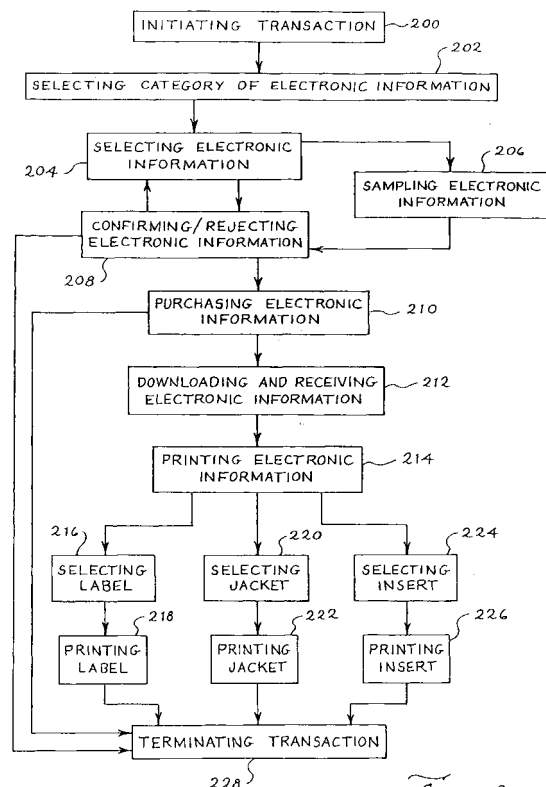 INITIATING TRANSACTION
200
202
SELECTING CATEGORY OF ELECTRONIC INFORMATION
SELECTING ELECTRONIC
INFORMATION
204
206
SAMPLING ELECTRONIC
INFORMATION
CONFIRMING/REJECTING
ELECTRONIC INFORMATION
208
PURCHASING ELECTRONIC
INFORMATION
210
DOWNLOADING AND RECEIVING
ELECTRONIC INFORMATION
212
PRINTING ELECTRONIC
INFORMATION
214
216
220
224
SELECTING
LABEL
SELECTING
JACKET
SELECTING
INSERT
218
222
226
PRINTING
LABEL
PRINTING
JACKET
PRINTING
INSERT
TERMINATING TRANSACTION
228